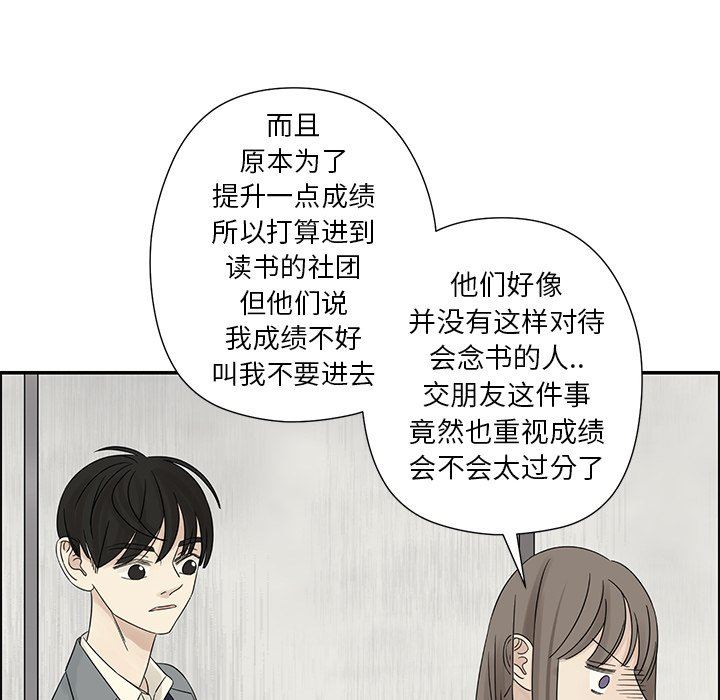 而且
原本为了
提升一点成绩
所以打算进到
读书的社团
但他们说
我成绩不好
叫我不要进去
他们好像
并没有这样对待
会念书的人..
交朋友这件事
竟然也重视成绩
会不会太过分了